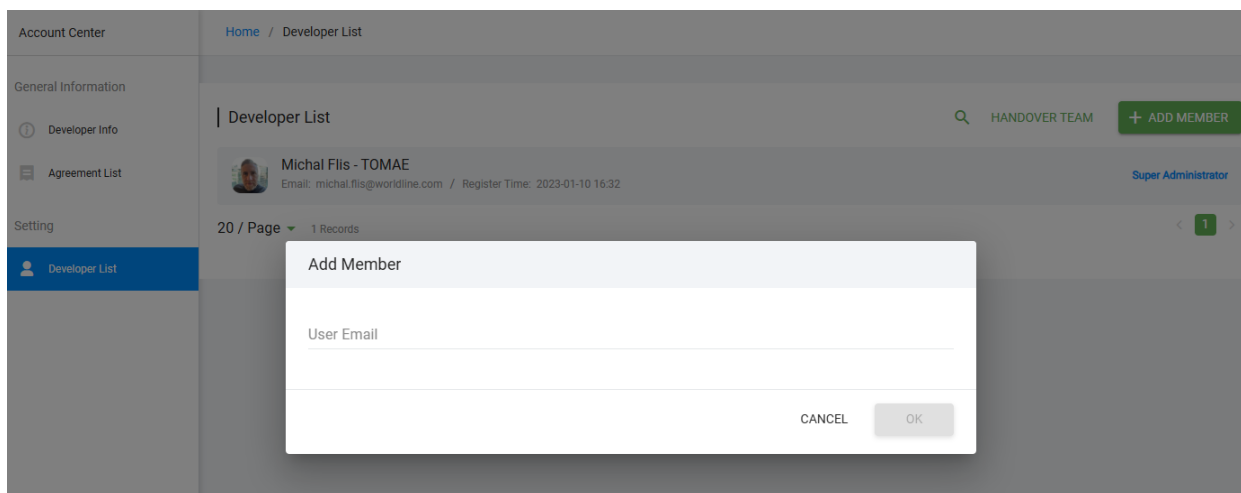 Account Center
Home / Developer List
General Information
Developer Info
Agreement List
Setting
Developer List
Developer List
HANDOVER TEAM
+ ADD MEMBER
Michal Flis - TOMAE
Email: michal.flis@worldline.com / Register Time: 2023-01-10 16:32
Super Administrator
20 / Page
1 Records
< 1 >
Add Member
User Email
CANCEL
OK